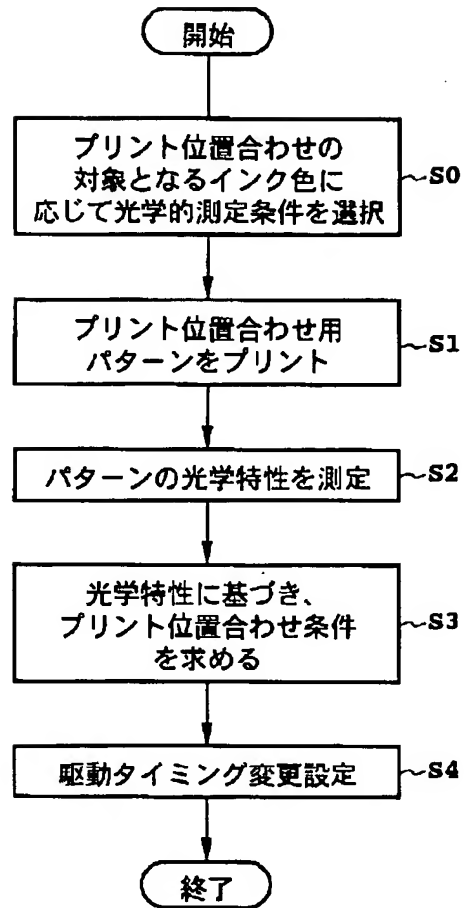 開始
プリント位置合わせの
対象となるインク色に
応じて光学的測定条件を選択
S0
プリント位置合わせ用
パターンをプリント
S1
パターンの光学特性を測定
S2
光学特性に基づき、
プリント位置合わせ条件
を求める
S3
駆動タイミング変更設定
S4
終了